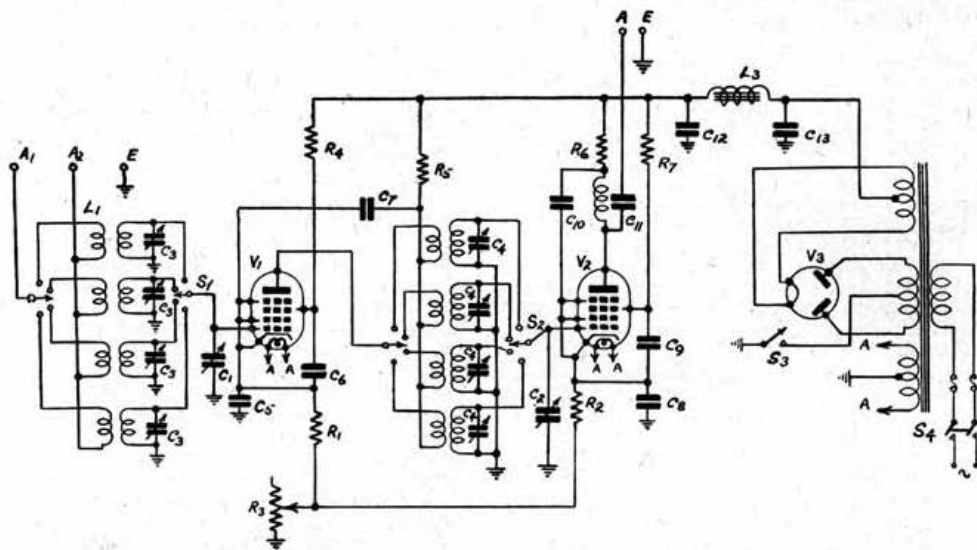 A E
L3
R4
R6
R7
C12
C13
A1 A2 E
R5
C7
C10
C11
L1
C3
C4
V1
V2
V3
C3
S1
C4
S2
S3
A
C3
C1
A A
C6
C4
A A
C9
C5
C2
R2
C8
A
C3
R1
C4
S4
R3
~